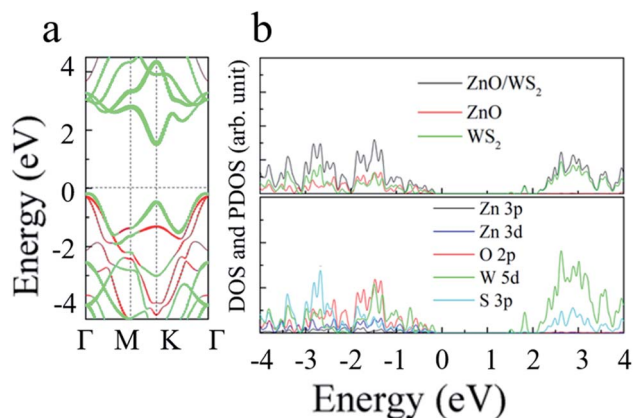 a
Energy (eV)
4
2
0
-2
-4
Γ M K Γ
b
DOS and PDOS (arb. unit)
ZnO/WS₂
ZnO
WS₂
Zn 3p
Zn 3d
O 2p
W 5d
S 3p
-4 -3 -2 -1 0 1 2 3 4
Energy (eV)